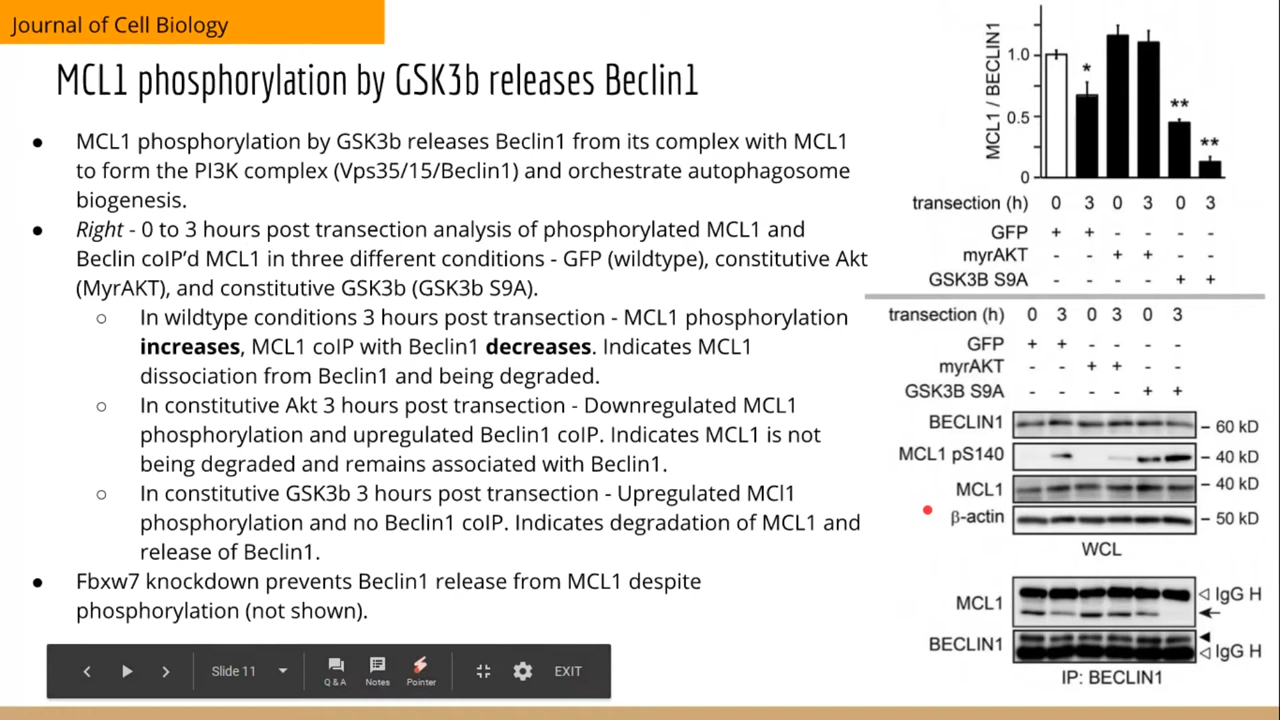 Journal of Cell Biology
MCL1 phosphorylation by GSK3b releases Beclin1
● MCL1 phosphorylation by GSK3b releases Beclin1 from its complex with MCL1
to form the PI3K complex (Vps35/15/Beclin1) and orchestrate autophagosome
biogenesis.
● Right - 0 to 3 hours post transection analysis of phosphorylated MCL1 and
Beclin coIP’d MCL1 in three different conditions - GFP (wildtype), constitutive Akt
(MyrAKT), and constitutive GSK3b (GSK3b S9A).
○ In wildtype conditions 3 hours post transection - MCL1 phosphorylation
increases, MCL1 coIP with Beclin1 decreases. Indicates MCL1
dissociation from Beclin1 and being degraded.
○ In constitutive Akt 3 hours post transection - Downregulated MCL1
phosphorylation and upregulated Beclin1 coIP. Indicates MCL1 is not
being degraded and remains associated with Beclin1.
○ In constitutive GSK3b 3 hours post transection - Upregulated MCl1
phosphorylation and no Beclin1 coIP. Indicates degradation of MCL1 and
release of Beclin1.
● Fbxw7 knockdown prevents Beclin1 release from MCL1 despite
phosphorylation (not shown).
MCL1 / BECLIN1
1.0
0.5
0
*
**
**
transection (h) 0 3 0 3 0 3
GFP + + - - - -
myrAKT - - + + - -
GSK3B S9A - - - - + +
transection (h) 0 3 0 3 0 3
GFP + + - - - -
myrAKT - - + + - -
GSK3B S9A - - - - + +
BECLIN1 – 60 kD
MCL1 pS140 – 40 kD
MCL1 – 40 kD
β-actin – 50 kD
WCL
MCL1 ◁ IgG H
←
BECLIN1 ◀
◁ IgG H
IP: BECLIN1
Slide 11
Q & A
Notes
Pointer
EXIT